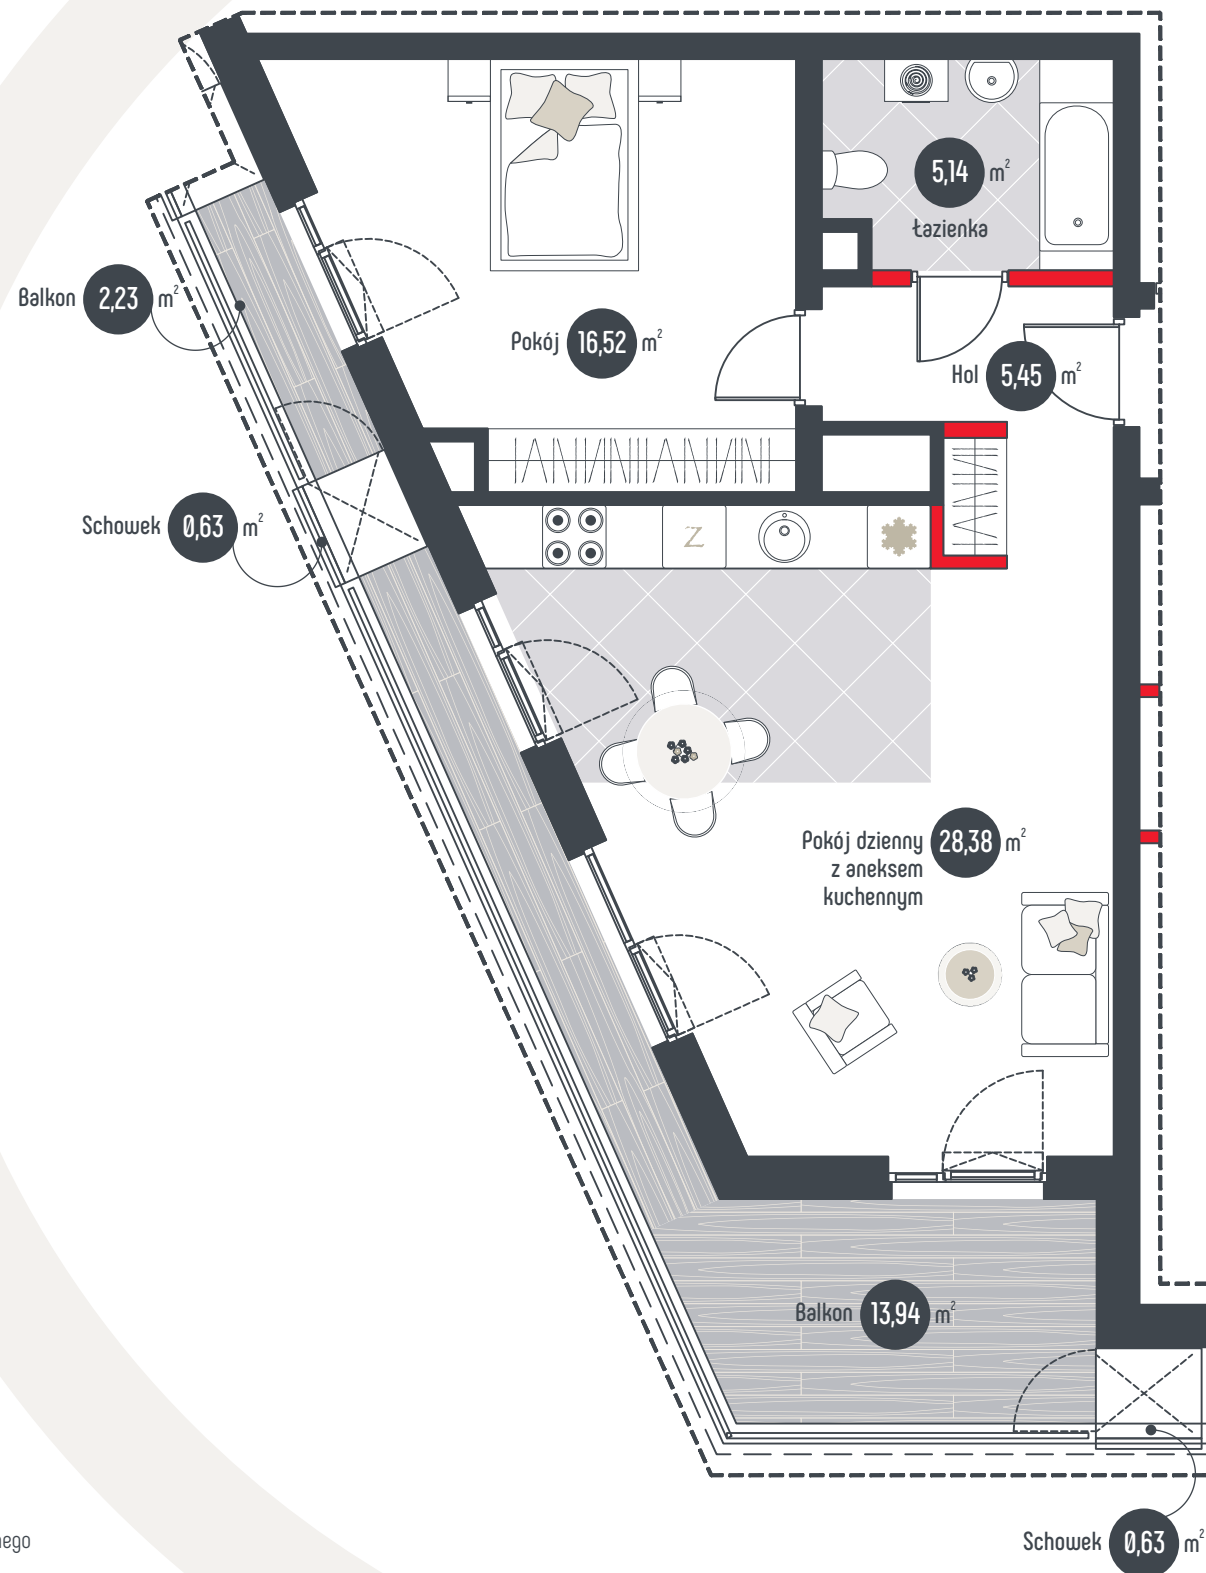 5,14 m²
Łazienka
Balkon 2,23 m²
Pokój 16,52 m²
Hol 5,45 m²
Schowek 0,63 m²
Z
Pokój dzienny 28,38 m²
z aneksem
kuchennym
Balkon 13,94 m²
nego
Schowek 0,63 m²